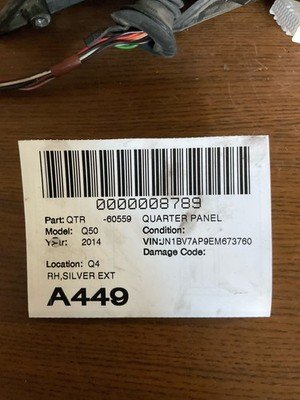 0000008789
Part: QTR -60559 QUARTER PANEL
Model: Q50 Condition:
Year: 2014 VIN:JN1BV7AP9EM673760
Damage Code:
Location: Q4
RH,SILVER EXT
A449